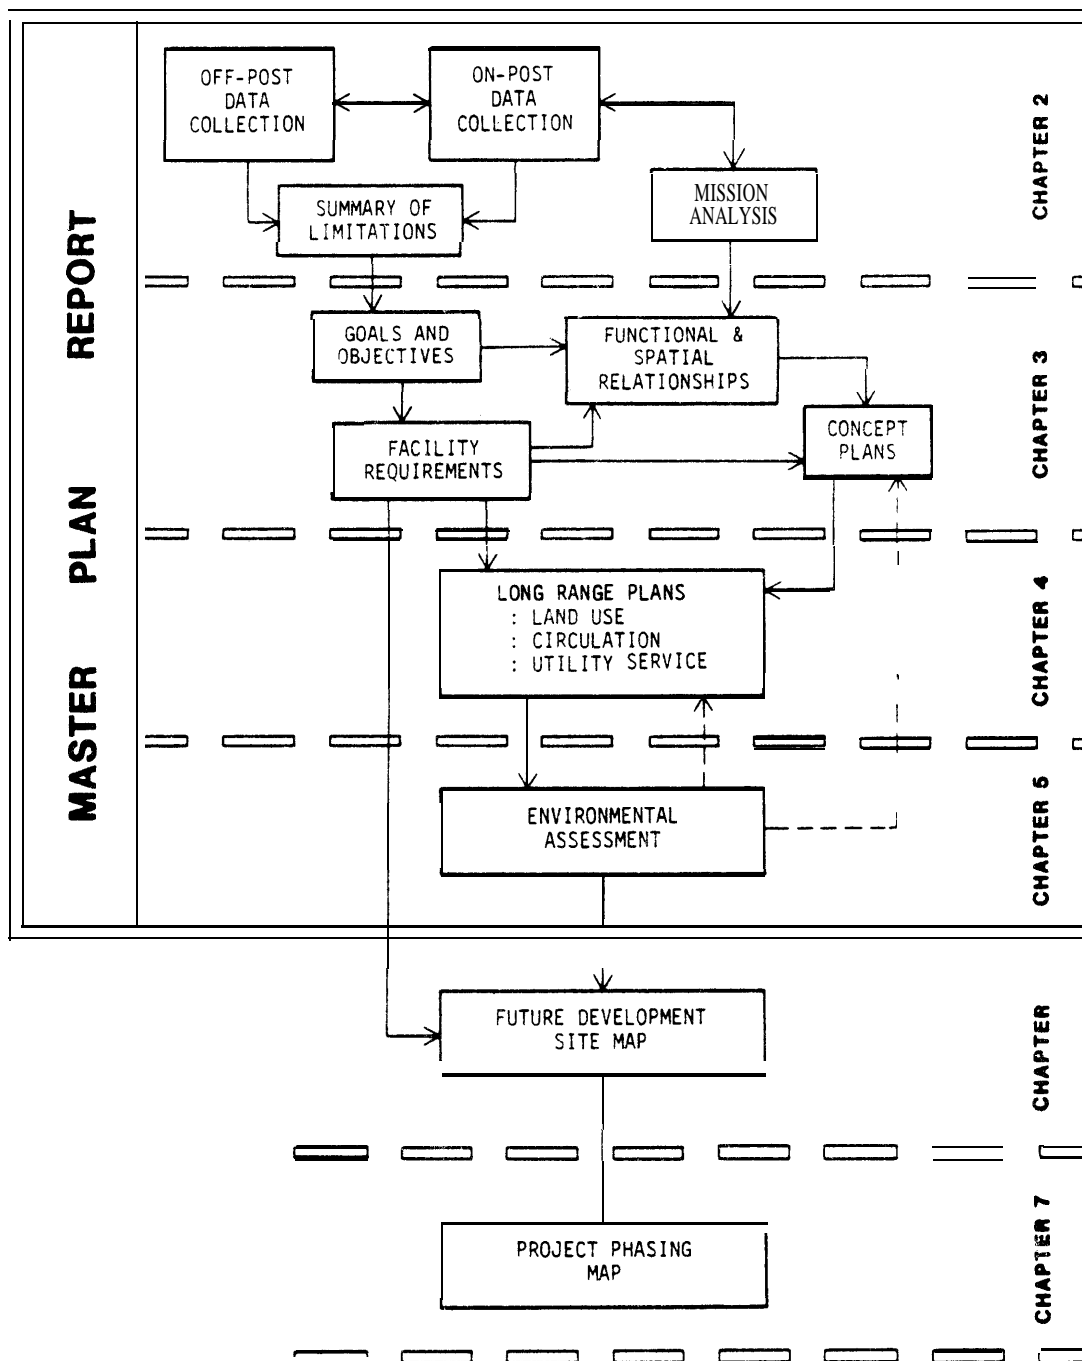 OFF-POST
DATA
COLLECTION
ON-POST
DATA
COLLECTION
MISSION
ANALYSIS
SUMMARY OF
LIMITATIONS
CHAPTER 2
GOALS AND
OBJECTIVES
FUNCTIONAL &
SPATIAL
RELATIONSHIPS
CONCEPT
PLANS
FACILITY
REQUIREMENTS
CHAPTER 3
LONG RANGE PLANS
: LAND USE
: CIRCULATION
: UTILITY SERVICE
CHAPTER 4
ENVIRONMENTAL
ASSESSMENT
CHAPTER 5
MASTER PLAN REPORT
FUTURE DEVELOPMENT
SITE MAP
CHAPTER
PROJECT PHASING
MAP
CHAPTER 7